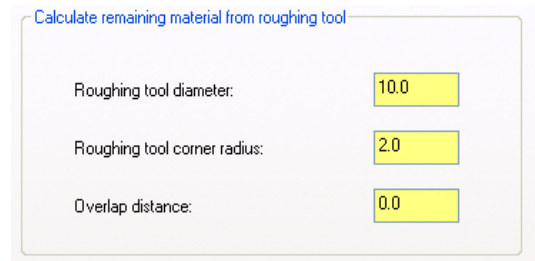 Calculate remaining material from roughing tool
Roughing tool diameter: 10.0
Roughing tool corner radius: 2.0
Overlap distance: 0.0